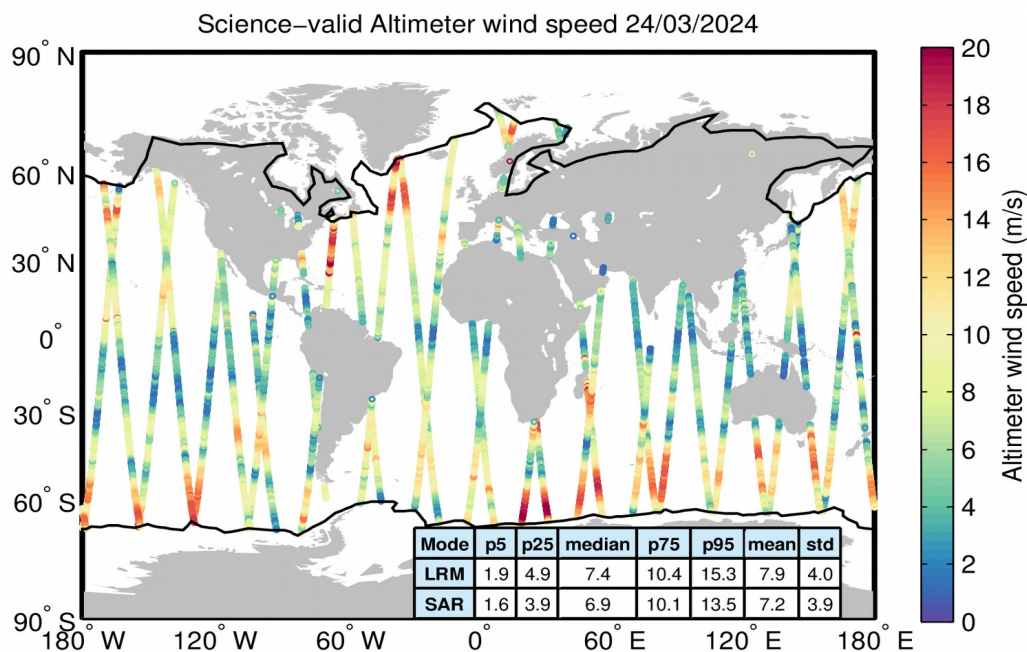 Science−valid Altimeter wind speed 24/03/2024
90° N
60° N
30° N
0°
30° S
60° S
90° S
180° W
120° W
60° W
0°
60° E
120° E
180° E
Mode p5 p25 median p75 p95 mean std
LRM 1.9 4.9 7.4 10.4 15.3 7.9 4.0
SAR 1.6 3.9 6.9 10.1 13.5 7.2 3.9
20
18
16
14
12
10
8
6
4
2
0
Altimeter wind speed (m/s)